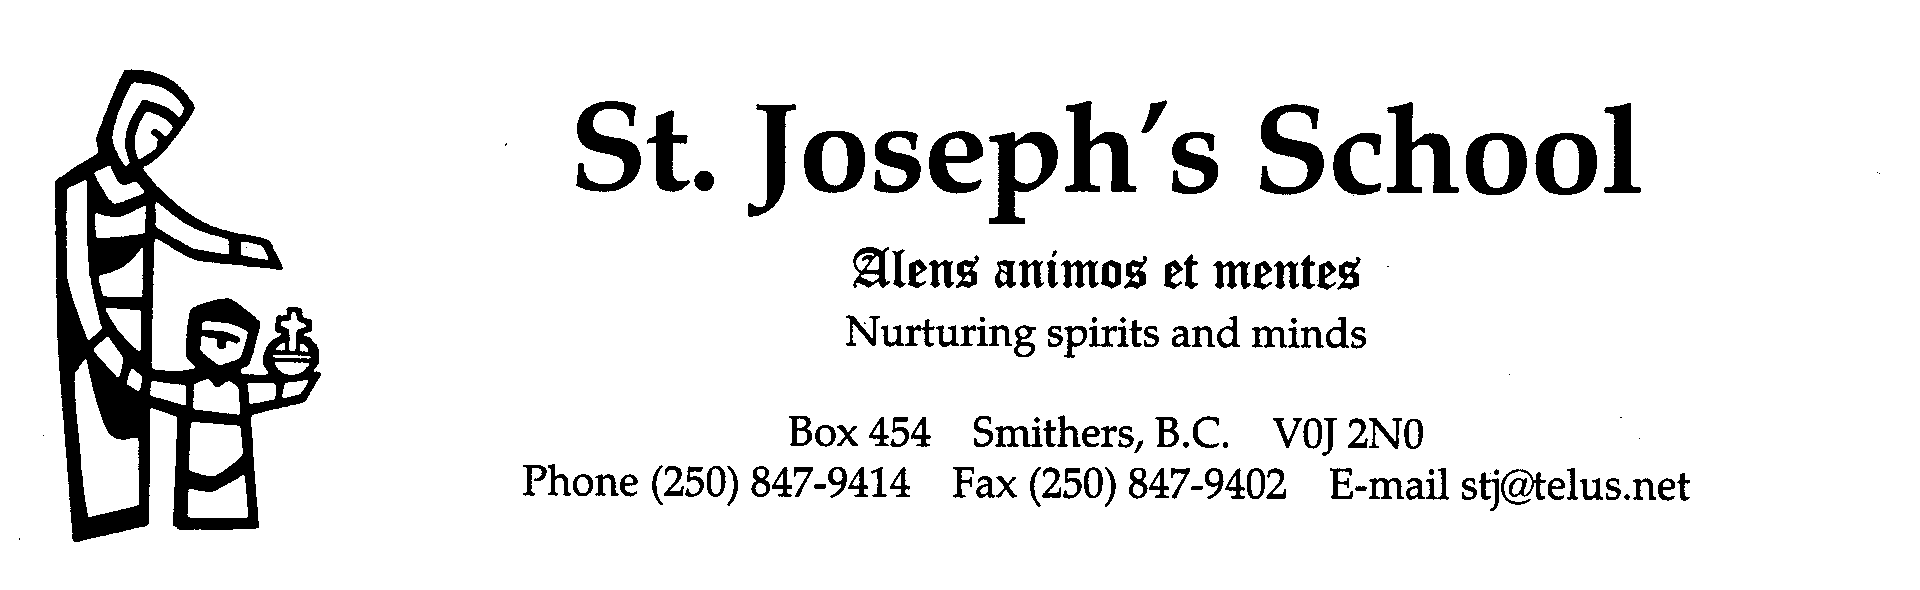 St. Joseph's School
Alens animos et mentes
Nurturing spirits and minds
Box 454 Smithers, B.C. V0J 2N0
Phone (250) 847-9414 Fax (250) 847-9402 E-mail stj@telus.net